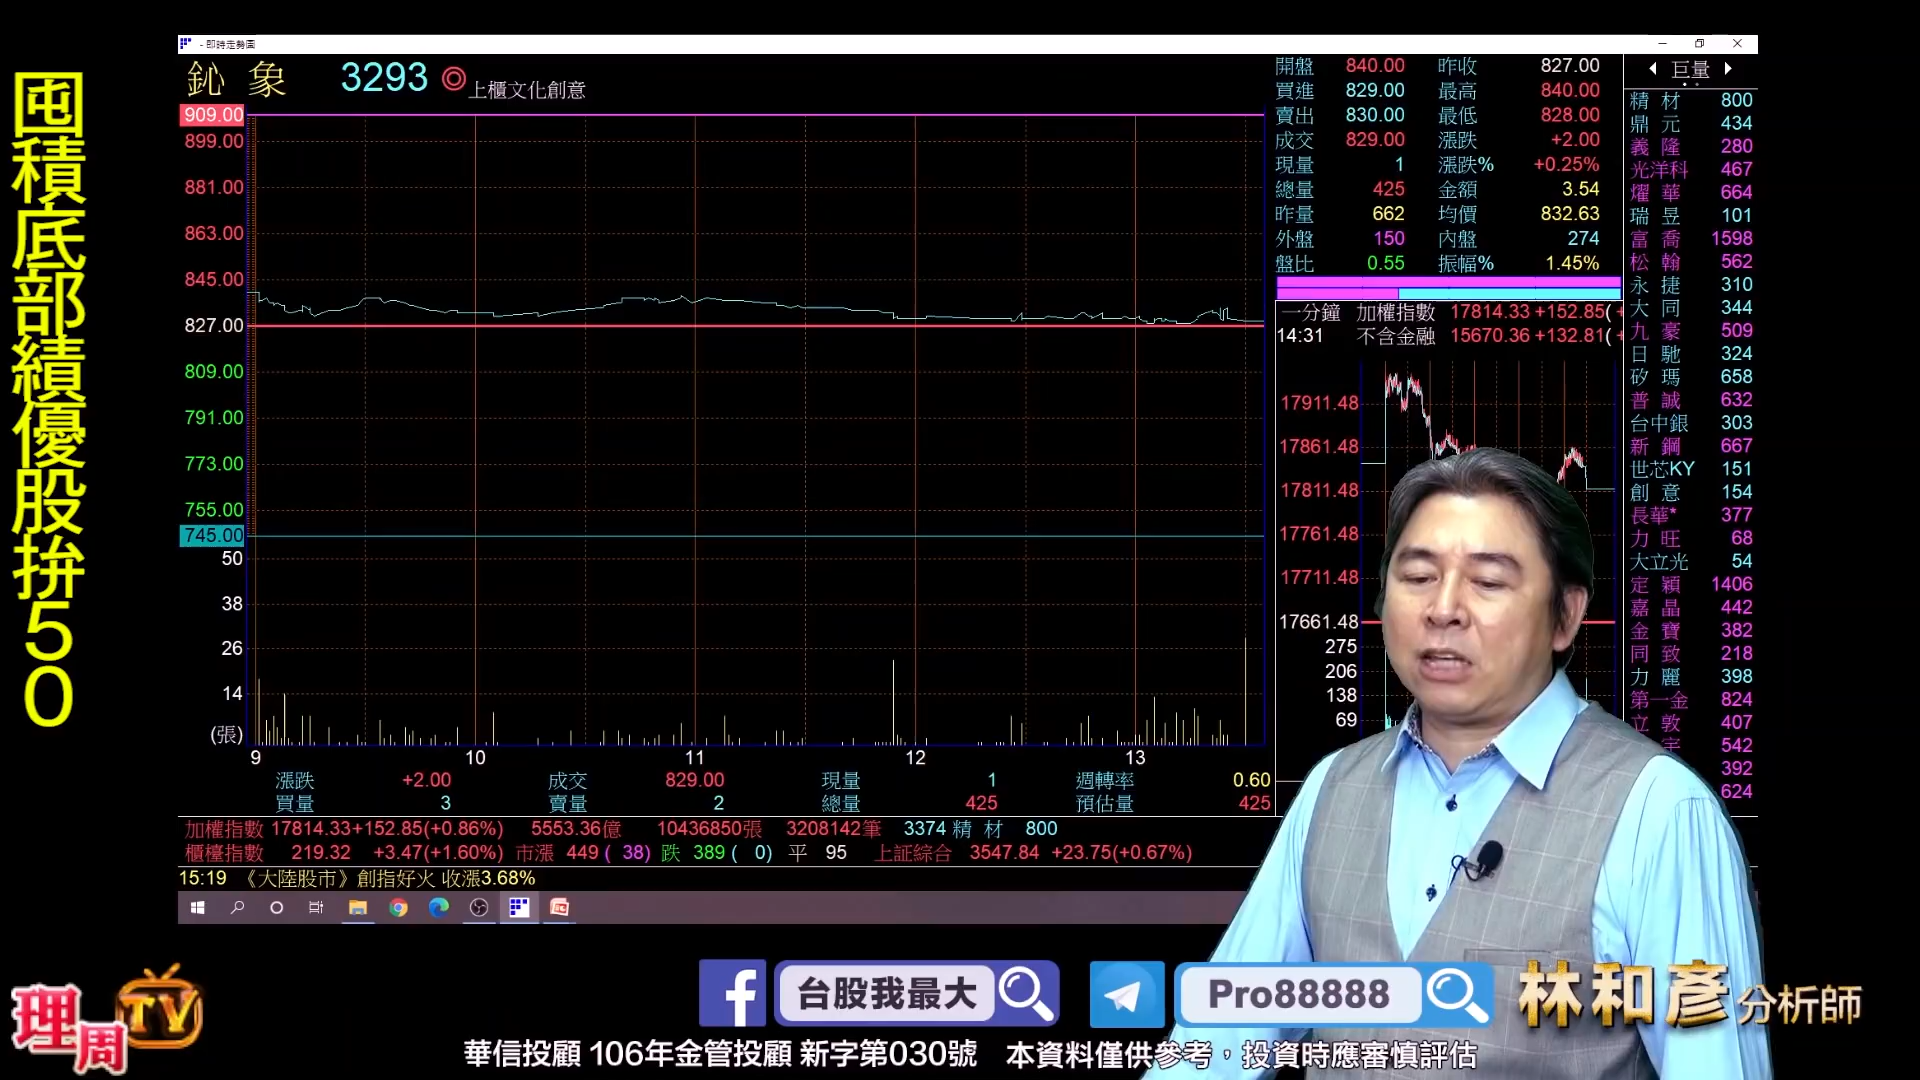 囤積底部績優股拚50
- 即時走勢圖
鈊象 3293 ◎ 上櫃文化創意
909.00
899.00
881.00
863.00
845.00
827.00
809.00
791.00
773.00
755.00
745.00
50
38
26
14
(張)
9 10 11 12 13
開盤 840.00 昨收 827.00
買進 829.00 最高 840.00
賣出 830.00 最低 828.00
成交 829.00 漲跌 +2.00
現量 1 漲跌% +0.25%
總量 425 金額 3.54
昨量 662 均價 832.63
外盤 150 內盤 274
盤比 0.55 振幅% 1.45%
一分鐘 加權指數 17814.33 +152.85(
14:31 不含金融 15670.36 +132.81(
17911.48
17861.48
17811.48
17761.48
17711.48
17661.48
275
206
138
69
巨量
精材 800
鼎元 434
義隆 280
光洋科 467
燿華 664
瑞昱 101
富喬 1598
松翰 562
永捷 310
大同 344
九豪 509
日馳 324
矽瑪 658
普誠 632
台中銀 303
新鋼 667
世芯KY 151
創意 154
長華* 377
力旺 68
大立光 54
定穎 1406
嘉晶 442
金寶 382
同致 218
力麗 398
第一金 824
立敦 407
宇 542
392
624
漲跌 +2.00 成交 829.00 現量 1 週轉率 0.60
買量 3 賣量 2 總量 425 預估量 425
加權指數 17814.33+152.85(+0.86%) 5553.36億 10436850張 3208142筆 3374 精材 800
櫃檯指數 219.32 +3.47(+1.60%) 市漲 449 ( 38) 跌 389 ( 0) 平 95 上証綜合 3547.84 +23.75(+0.67%)
15:19 《大陸股市》創指好火 收漲3.68%
理周TV
台股我最大
Pro88888
林和彥分析師
華信投顧 106年金管投顧 新字第030號 本資料僅供參考，投資時應審慎評估